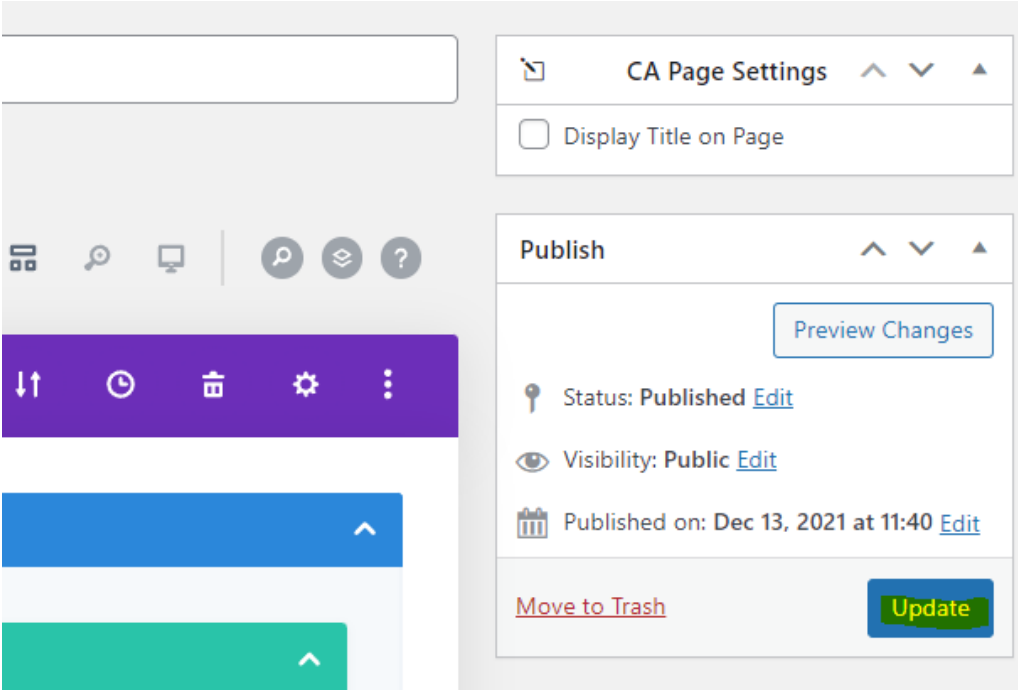 CA Page Settings
Display Title on Page
Publish
Preview Changes
Status: Published Edit
Visibility: Public Edit
Published on: Dec 13, 2021 at 11:40 Edit
Move to Trash
Update